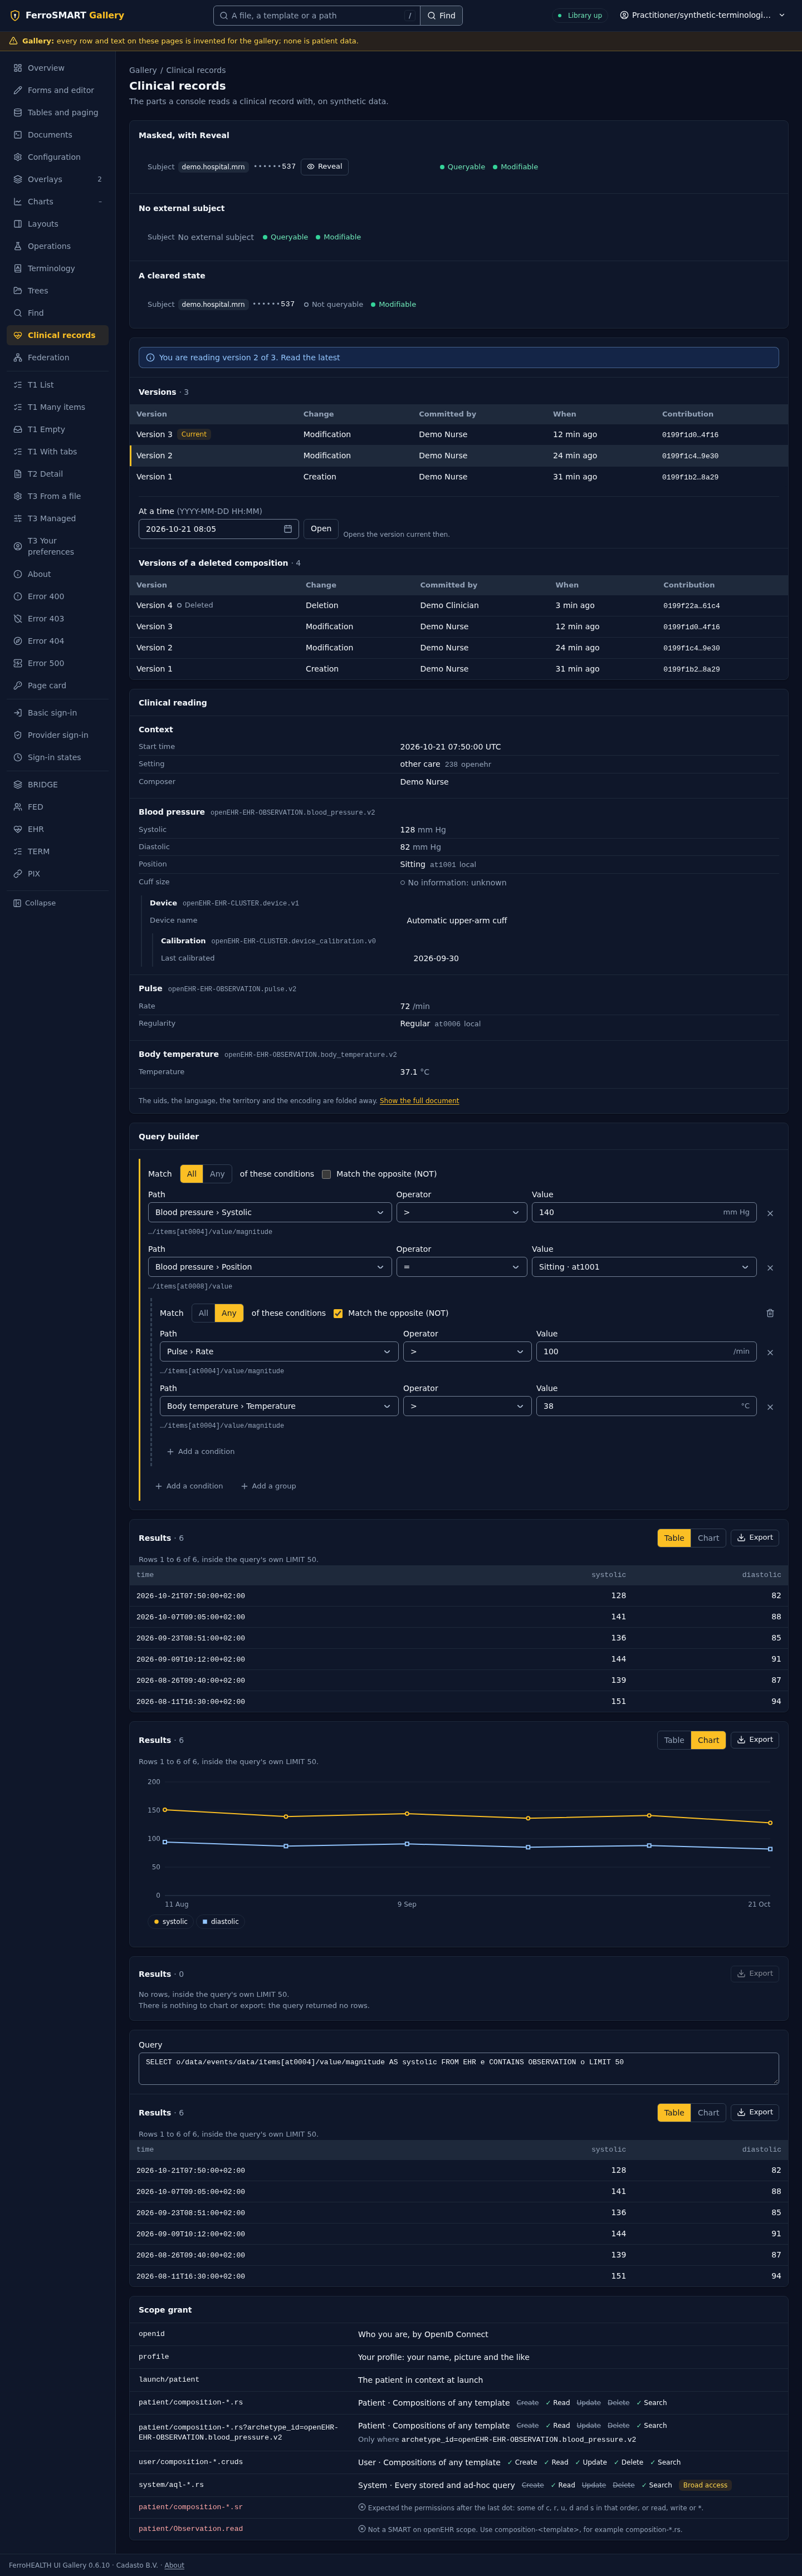 FerroSMART Gallery
A file, a template or a path / Find
Library up
Practitioner/synthetic-terminologi...
Gallery: every row and text on these pages is invented for the gallery; none is patient data.
Overview
Forms and editor
Tables and paging
Documents
Configuration
Overlays 2
Charts –
Layouts
Operations
Terminology
Trees
Find
Clinical records
Federation
T1 List
T1 Many items
T1 Empty
T1 With tabs
T2 Detail
T3 From a file
T3 Managed
T3 Your
preferences
About
Error 400
Error 403
Error 404
Error 500
Page card
Basic sign-in
Provider sign-in
Sign-in states
BRIDGE
FED
EHR
TERM
PIX
Collapse
Gallery / Clinical records
Clinical records
The parts a console reads a clinical record with, on synthetic data.
Masked, with Reveal
Subject demo.hospital.mrn ••••••537 Reveal Queryable Modifiable
No external subject
Subject No external subject Queryable Modifiable
A cleared state
Subject demo.hospital.mrn ••••••537 Not queryable Modifiable
You are reading version 2 of 3. Read the latest
Versions · 3
Version Change Committed by When Contribution
Version 3 Current Modification Demo Nurse 12 min ago 0199f1d0…4f16
Version 2 Modification Demo Nurse 24 min ago 0199f1c4…9e30
Version 1 Creation Demo Nurse 31 min ago 0199f1b2…8a29
At a time (YYYY-MM-DD HH:MM)
2026-10-21 08:05 Open Opens the version current then.
Versions of a deleted composition · 4
Version Change Committed by When Contribution
Version 4 Deleted Deletion Demo Clinician 3 min ago 0199f22a…61c4
Version 3 Modification Demo Nurse 12 min ago 0199f1d0…4f16
Version 2 Modification Demo Nurse 24 min ago 0199f1c4…9e30
Version 1 Creation Demo Nurse 31 min ago 0199f1b2…8a29
Clinical reading
Context
Start time 2026-10-21 07:50:00 UTC
Setting other care 238 openehr
Composer Demo Nurse
Blood pressure openEHR-EHR-OBSERVATION.blood_pressure.v2
Systolic 128 mm Hg
Diastolic 82 mm Hg
Position Sitting at1001 local
Cuff size No information: unknown
Device openEHR-EHR-CLUSTER.device.v1
Device name Automatic upper-arm cuff
Calibration openEHR-EHR-CLUSTER.device_calibration.v0
Last calibrated 2026-09-30
Pulse openEHR-EHR-OBSERVATION.pulse.v2
Rate 72 /min
Regularity Regular at0006 local
Body temperature openEHR-EHR-OBSERVATION.body_temperature.v2
Temperature 37.1 °C
The uids, the language, the territory and the encoding are folded away. Show the full document
Query builder
Match All Any of these conditions Match the opposite (NOT)
Path Operator Value
Blood pressure › Systolic > 140 mm Hg
…/items[at0004]/value/magnitude
Path Operator Value
Blood pressure › Position = Sitting · at1001
…/items[at0008]/value
Match All Any of these conditions Match the opposite (NOT)
Path Operator Value
Pulse › Rate > 100 /min
…/items[at0004]/value/magnitude
Path Operator Value
Body temperature › Temperature > 38 °C
…/items[at0004]/value/magnitude
Add a condition
Add a condition Add a group
Results · 6 Table Chart Export
Rows 1 to 6 of 6, inside the query's own LIMIT 50.
time systolic diastolic
2026-10-21T07:50:00+02:00 128 82
2026-10-07T09:05:00+02:00 141 88
2026-09-23T08:51:00+02:00 136 85
2026-09-09T10:12:00+02:00 144 91
2026-08-26T09:40:00+02:00 139 87
2026-08-11T16:30:00+02:00 151 94
Results · 6 Table Chart Export
Rows 1 to 6 of 6, inside the query's own LIMIT 50.
200
150
100
50
0
11 Aug 9 Sep 21 Oct
systolic diastolic
Results · 0 Export
No rows, inside the query's own LIMIT 50.
There is nothing to chart or export: the query returned no rows.
Query
SELECT o/data/events/data/items[at0004]/value/magnitude AS systolic FROM EHR e CONTAINS OBSERVATION o LIMIT 50
Results · 6 Table Chart Export
Rows 1 to 6 of 6, inside the query's own LIMIT 50.
time systolic diastolic
2026-10-21T07:50:00+02:00 128 82
2026-10-07T09:05:00+02:00 141 88
2026-09-23T08:51:00+02:00 136 85
2026-09-09T10:12:00+02:00 144 91
2026-08-26T09:40:00+02:00 139 87
2026-08-11T16:30:00+02:00 151 94
Scope grant
openid Who you are, by OpenID Connect
profile Your profile: your name, picture and the like
launch/patient The patient in context at launch
patient/composition-*.rs Patient · Compositions of any template Create ✓ Read Update Delete ✓ Search
patient/composition-*.rs?archetype_id=openEHR-
EHR-OBSERVATION.blood_pressure.v2
Patient · Compositions of any template Create ✓ Read Update Delete ✓ Search
Only where archetype_id=openEHR-EHR-OBSERVATION.blood_pressure.v2
user/composition-*.cruds User · Compositions of any template ✓ Create ✓ Read ✓ Update ✓ Delete ✓ Search
system/aql-*.rs System · Every stored and ad-hoc query Create ✓ Read Update Delete ✓ Search Broad access
patient/composition-*.sr Expected the permissions after the last dot: some of c, r, u, d and s in that order, or read, write or *.
patient/Observation.read Not a SMART on openEHR scope. Use composition-<template>, for example composition-*.rs.
FerroHEALTH UI Gallery 0.6.10 · Cadasto B.V. · About